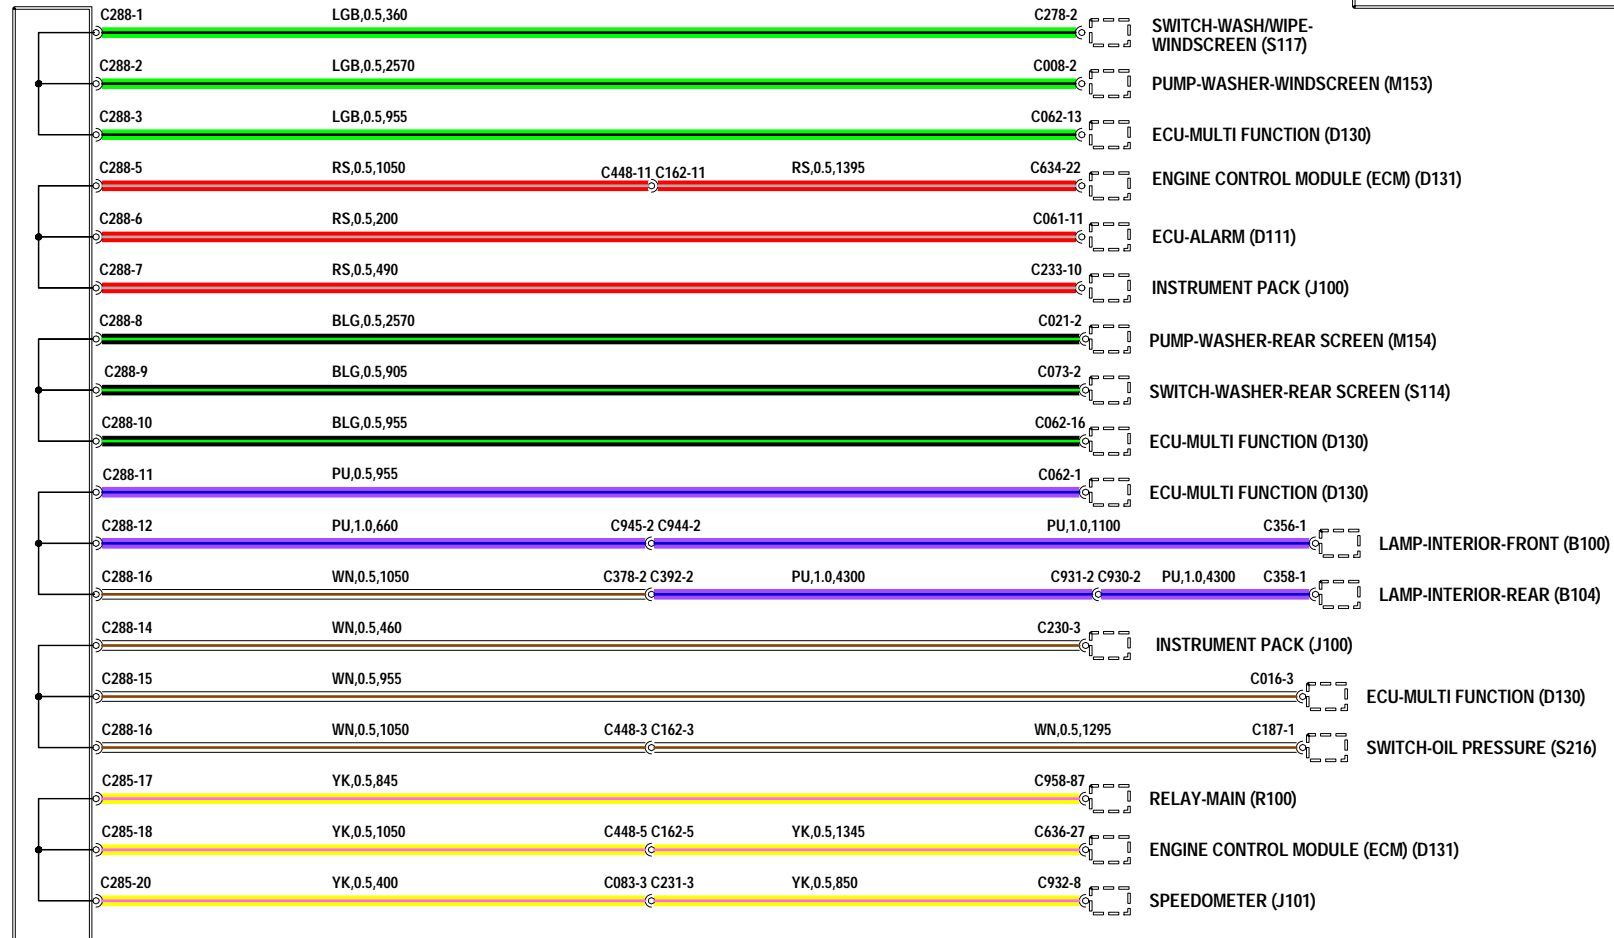 C288-1 LGB,0.5,360 C278-2
SWITCH-WASH/WIPE-
WINDSCREEN (S117)
C288-2 LGB,0.5,2570 C008-2
PUMP-WASHER-WINDSCREEN (M153)
C288-3 LGB,0.5,955 C062-13
ECU-MULTI FUNCTION (D130)
C288-5 RS,0.5,1050 C448-11 C162-11 RS,0.5,1395 C634-22
ENGINE CONTROL MODULE (ECM) (D131)
C288-6 RS,0.5,200 C061-11
ECU-ALARM (D111)
C288-7 RS,0.5,490 C233-10
INSTRUMENT PACK (J100)
C288-8 BLG,0.5,2570 C021-2
PUMP-WASHER-REAR SCREEN (M154)
C288-9 BLG,0.5,905 C073-2
SWITCH-WASHER-REAR SCREEN (S114)
C288-10 BLG,0.5,955 C062-16
ECU-MULTI FUNCTION (D130)
C288-11 PU,0.5,955 C062-1
ECU-MULTI FUNCTION (D130)
C288-12 PU,1.0,660 C945-2 C944-2 PU,1.0,1100 C356-1
LAMP-INTERIOR-FRONT (B100)
C288-16 WN,0.5,1050 C378-2 C392-2 PU,1.0,4300 C931-2 C930-2 PU,1.0,4300 C358-1
LAMP-INTERIOR-REAR (B104)
C288-14 WN,0.5,460 C230-3
INSTRUMENT PACK (J100)
C288-15 WN,0.5,955 C016-3
ECU-MULTI FUNCTION (D130)
C288-16 WN,0.5,1050 C448-3 C162-3 WN,0.5,1295 C187-1
SWITCH-OIL PRESSURE (S216)
C285-17 YK,0.5,845 C958-87
RELAY-MAIN (R100)
C285-18 YK,0.5,1050 C448-5 C162-5 YK,0.5,1345 C636-27
ENGINE CONTROL MODULE (ECM) (D131)
C285-20 YK,0.5,400 C083-3 C231-3 YK,0.5,850 C932-8
SPEEDOMETER (J101)